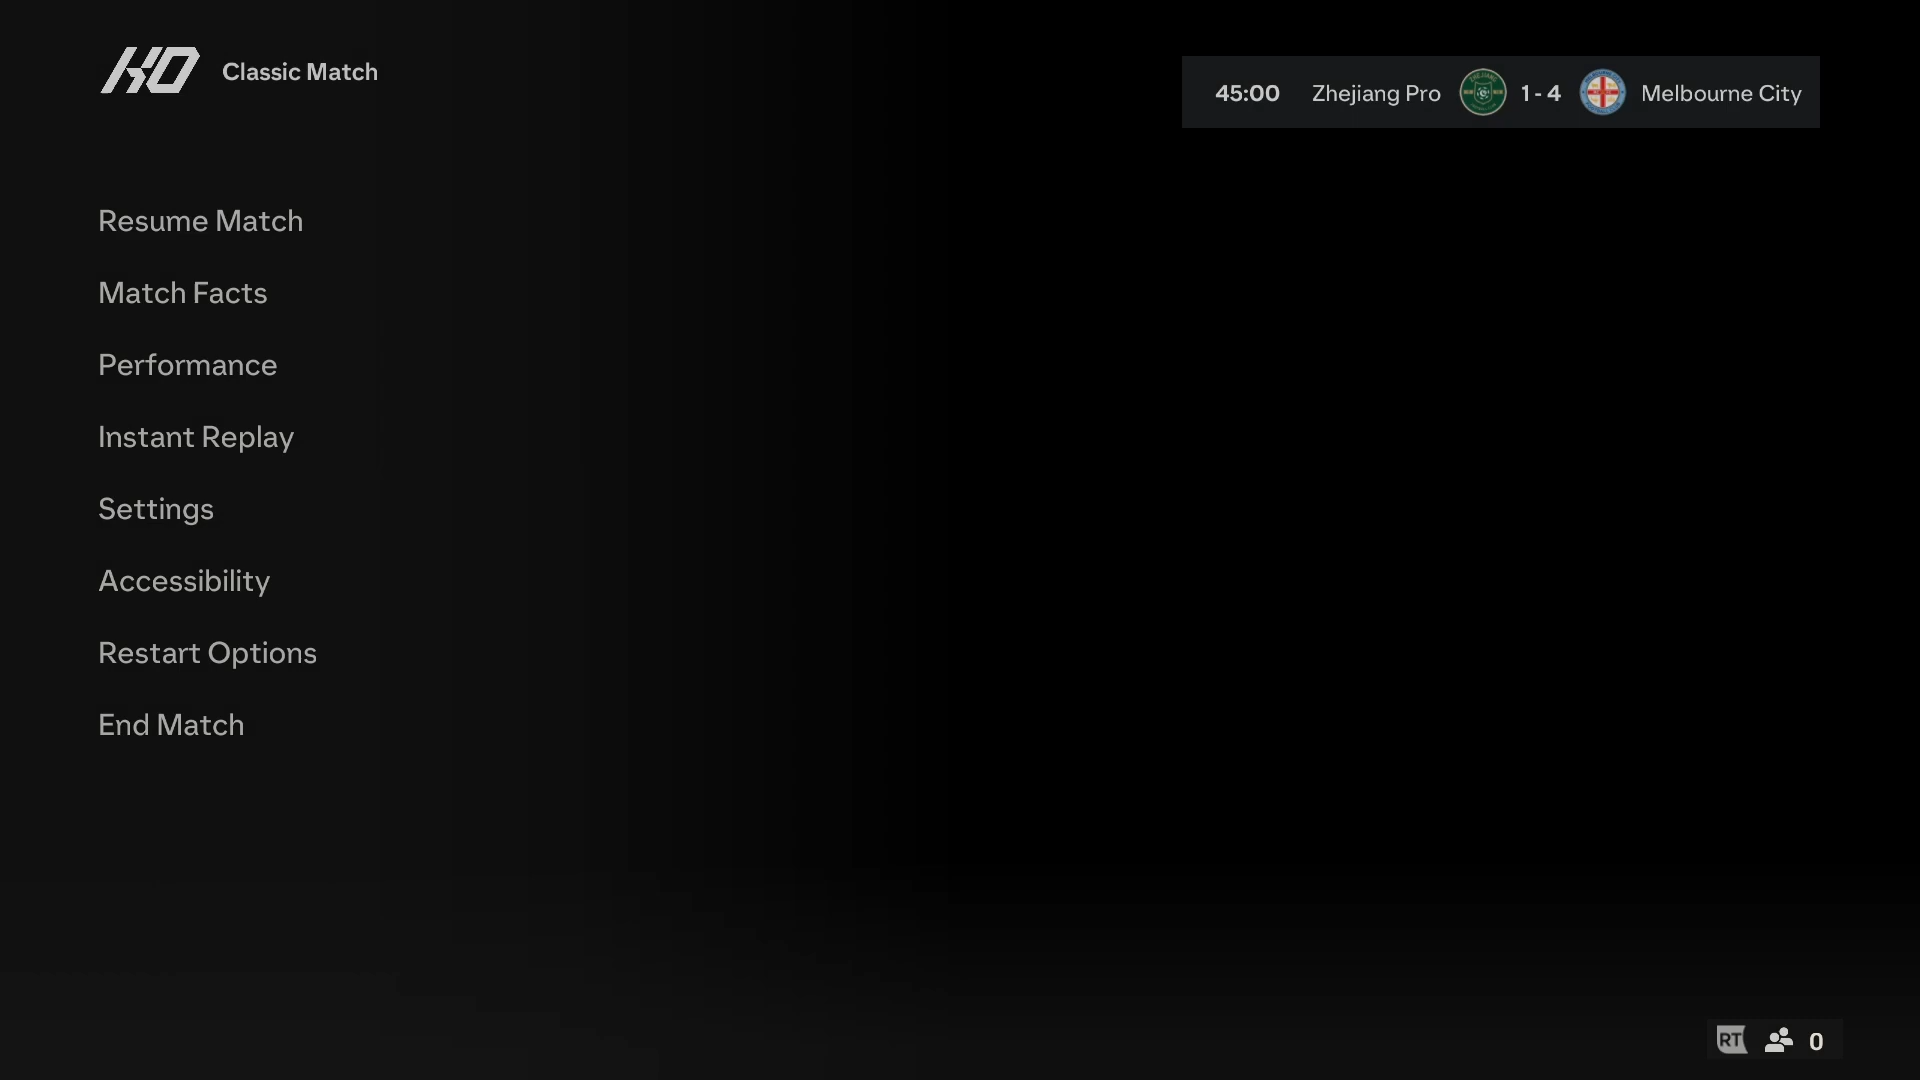 KO Classic Match
45:00 Zhejiang Pro 1 - 4 Melbourne City
Resume Match
Match Facts
Performance
Instant Replay
Settings
Accessibility
Restart Options
End Match
RT 0